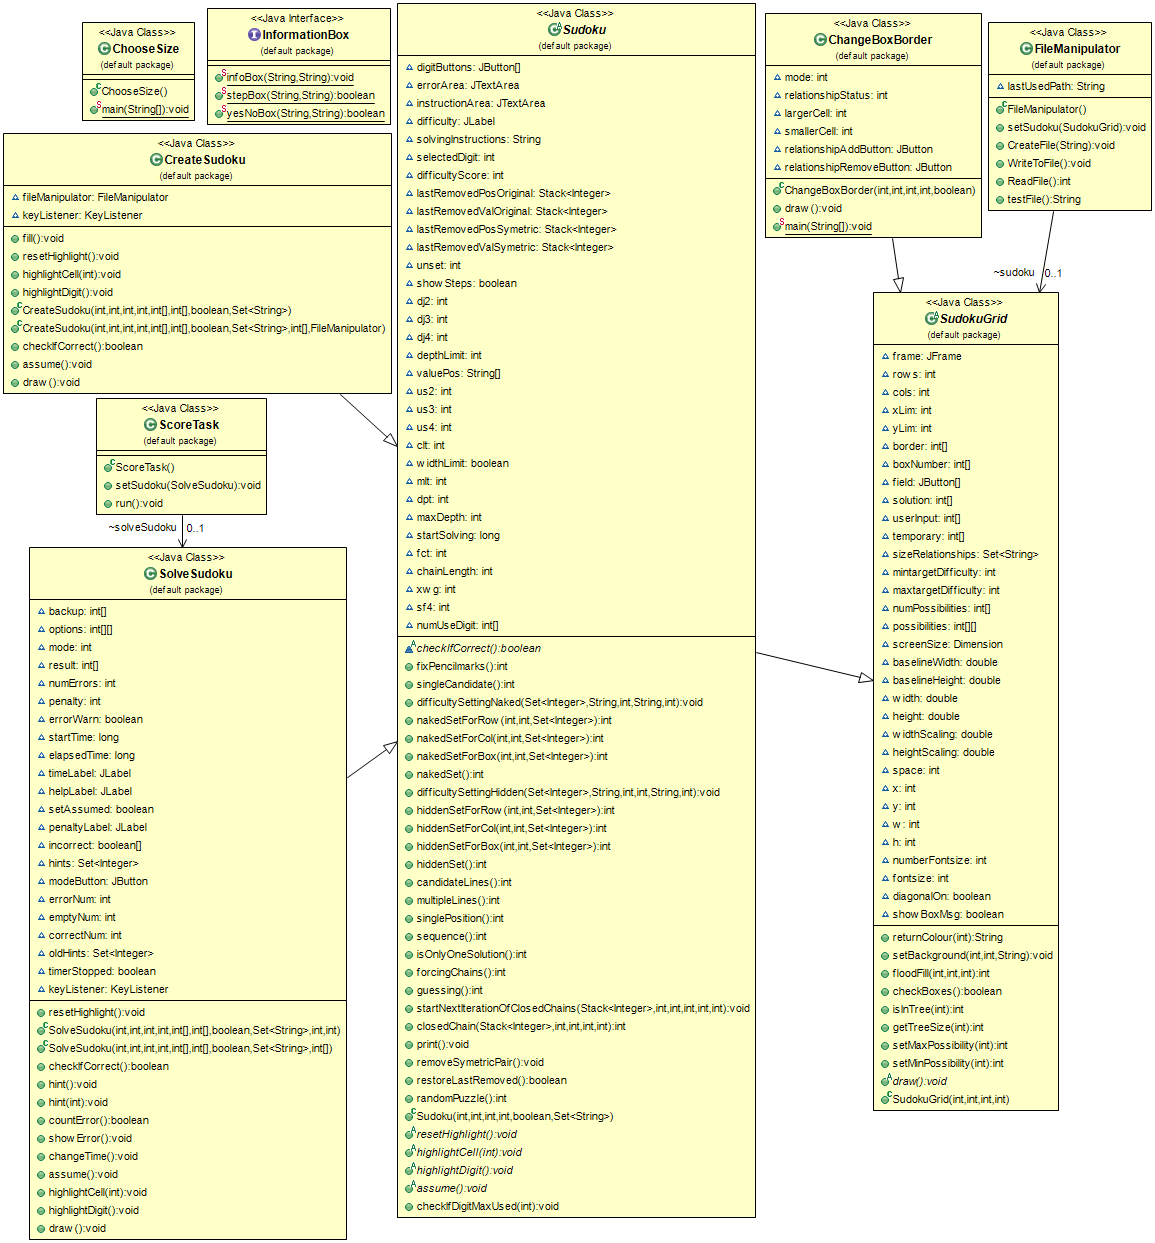 <<Java Class>>
ChooseSize
(default package)
ChooseSize()
main(String[]):void
<<Java Interface>>
InformationBox
(default package)
infoBox(String,String):void
stepBox(String,String):boolean
yesNoBox(String,String):boolean
<<Java Class>>
CreateSudoku
(default package)
fileManipulator: FileManipulator
keyListener: KeyListener
fill():void
resetHighlight():void
highlightCell(int):void
highlightDigit():void
CreateSudoku(int,int,int,int,int[],int[],boolean,Set<String>)
CreateSudoku(int,int,int,int,int[],int[],boolean,Set<String>,int[],FileManipulator)
checkIfCorrect():boolean
assume():void
draw():void
<<Java Class>>
ScoreTask
(default package)
ScoreTask()
setSudoku(SolveSudoku):void
run():void
~solveSudoku 0..1
<<Java Class>>
SolveSudoku
(default package)
backup: int[]
options: int[][]
mode: int
result: int[]
numErrors: int
penalty: int
errorWarn: boolean
startTime: long
elapsedTime: long
timeLabel: JLabel
helpLabel: JLabel
setAssumed: boolean
penaltyLabel: JLabel
incorrect: boolean[]
hints: Set<Integer>
modeButton: JButton
errorNum: int
emptyNum: int
correctNum: int
oldHints: Set<Integer>
timerStopped: boolean
keyListener: KeyListener
resetHighlight():void
SolveSudoku(int,int,int,int,int[],int[],boolean,Set<String>,int,int)
SolveSudoku(int,int,int,int,int[],int[],boolean,Set<String>,int[])
checkIfCorrect():boolean
hint():void
hint(int):void
countError():boolean
showError():void
changeTime():void
assume():void
highlightCell(int):void
highlightDigit():void
draw():void
<<Java Class>>
Sudoku
(default package)
digitButtons: JButton[]
errorArea: JTextArea
instructionArea: JTextArea
difficulty: JLabel
solvingInstructions: String
selectedDigit: int
difficultyScore: int
lastRemovedPosOriginal: Stack<Integer>
lastRemovedValOriginal: Stack<Integer>
lastRemovedPosSymetric: Stack<Integer>
lastRemovedValSymetric: Stack<Integer>
unset: int
showSteps: boolean
dj2: int
dj3: int
dj4: int
depthLimit: int
valuePos: String[]
us2: int
us3: int
us4: int
clt: int
widthLimit: boolean
mlt: int
dpt: int
maxDepth: int
startSolving: long
fct: int
chainLength: int
xwg: int
sf4: int
numUseDigit: int[]
checkIfCorrect():boolean
fixPencilmarks():int
singleCandidate():int
difficultySettingNaked(Set<Integer>,String,int,String,int):void
nakedSetForRow(int,int,Set<Integer>):int
nakedSetForCol(int,int,Set<Integer>):int
nakedSetForBox(int,int,Set<Integer>):int
nakedSet():int
difficultySettingHidden(Set<Integer>,String,int,int,String,int):void
hiddenSetForRow(int,int,Set<Integer>):int
hiddenSetForCol(int,int,Set<Integer>):int
hiddenSetForBox(int,int,Set<Integer>):int
hiddenSet():int
candidateLines():int
multipleLines():int
singlePosition():int
sequence():int
isOnlyOneSolution():int
forcingChains():int
guessing():int
startNextIterationOfClosedChains(Stack<Integer>,int,int,int,int,int):void
closedChain(Stack<Integer>,int,int,int,int):int
print():void
removeSymetricPair():void
restoreLastRemoved():boolean
randomPuzzle():int
Sudoku(int,int,int,int,boolean,Set<String>)
resetHighlight():void
highlightCell(int):void
highlightDigit():void
assume():void
checkIfDigitMaxUsed(int):void
<<Java Class>>
ChangeBoxBorder
(default package)
mode: int
relationshipStatus: int
largerCell: int
smallerCell: int
relationshipAddButton: JButton
relationshipRemoveButton: JButton
ChangeBoxBorder(int,int,int,int,boolean)
draw():void
main(String[]):void
<<Java Class>>
FileManipulator
(default package)
lastUsedPath: String
FileManipulator()
setSudoku(SudokuGrid):void
CreateFile(String):void
WriteToFile():void
ReadFile():int
testFile():String
~sudoku 0..1
<<Java Class>>
SudokuGrid
(default package)
frame: JFrame
rows: int
cols: int
xLim: int
yLim: int
border: int[]
boxNumber: int[]
field: JButton[]
solution: int[]
userInput: int[]
temporary: int[]
sizeRelationships: Set<String>
mintargetDifficulty: int
maxtargetDifficulty: int
numPossibilities: int[]
possibilities: int[][]
screenSize: Dimension
baselineWidth: double
baselineHeight: double
width: double
height: double
widthScaling: double
heightScaling: double
space: int
x: int
y: int
w: int
h: int
numberFontsize: int
fontsize: int
diagonalOn: boolean
showBoxMsg: boolean
returnColour(int):String
setBackground(int,int,String):void
floodFill(int,int,int):int
checkBoxes():boolean
isInTree(int):int
getTreeSize(int):int
setMaxPossibility(int):int
setMinPossibility(int):int
draw():void
SudokuGrid(int,int,int,int)